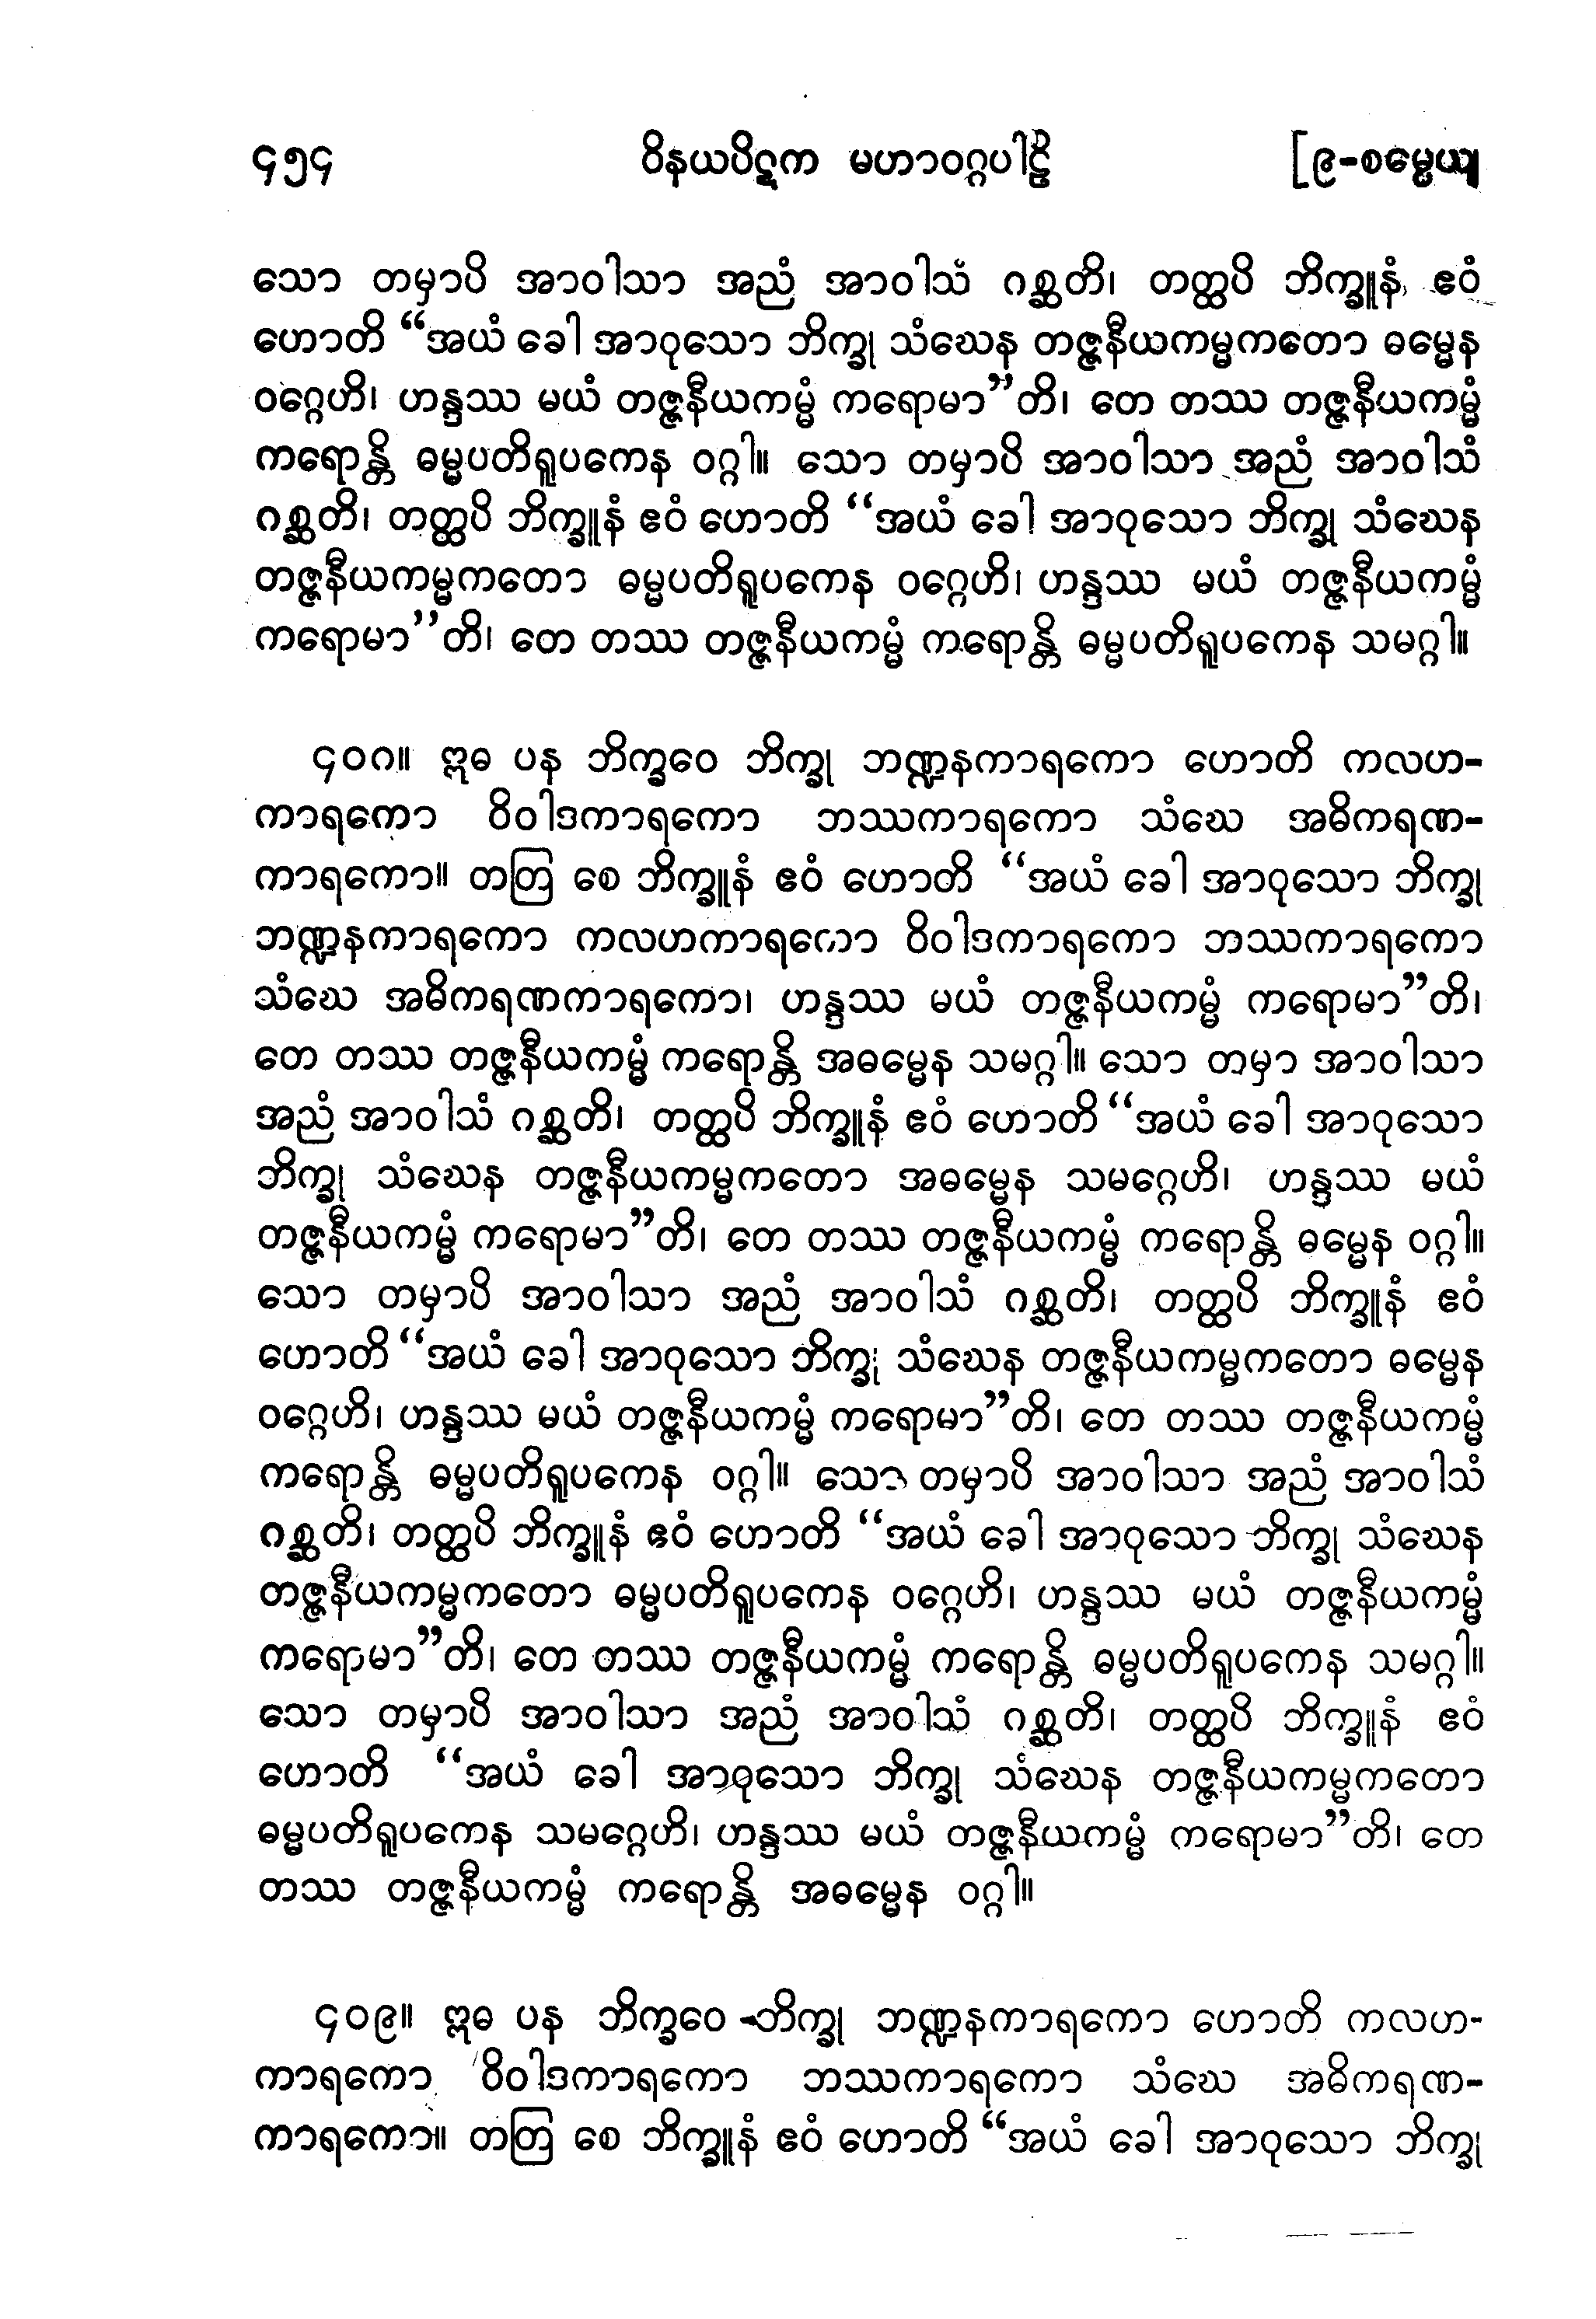 ၄၅၄ ဝိနယပိဋက မဟာဝဂ္ဂပါဠိ [၉-စမ္ပေယျ
သော တမှာပိ အာဝါသာ အညံ အာဝါသံ ဂစ္ဆတိ၊ တတ္ထပိ ဘိက္ခူနံ ဧဝံ
ဟောတိ “အယံ ခေါ အာဝုသော ဘိက္ခု သံဃေန တဇ္ဇနီယကမ္မကတော ဓမ္မေန
ဝဂ္ဂေဟိ၊ ဟန္ဒဿ မယံ တဇ္ဇနီယကမ္မံ ကရောမာ”တိ၊ တေ တဿ တဇ္ဇနီယကမ္မံ
ကရောန္တိ ဓမ္မပတိရူပကေန ဝဂ္ဂါ။ သော တမှာပိ အာဝါသာ အညံ အာဝါသံ
ဂစ္ဆတိ၊ တတ္ထပိ ဘိက္ခူနံ ဧဝံ ဟောတိ “အယံ ခေါ အာဝုသော ဘိက္ခု သံဃေန
တဇ္ဇနီယကမ္မကတော ဓမ္မပတိရူပကေန ဝဂ္ဂေဟိ၊ ဟန္ဒဿ မယံ တဇ္ဇနီယကမ္မံ
ကရောမာ”တိ၊ တေ တဿ တဇ္ဇနီယကမ္မံ ကရောန္တိ ဓမ္မပတိရူပကေန သမဂ္ဂါ။
၄၀၈။ ဣဓ ပန ဘိက္ခဝေ ဘိက္ခု ဘဏ္ဍနကာရကော ဟောတိ ကလဟ-
ကာရကော ဝိဝါဒကာရကော ဘဿကာရကော သံဃေ အဓိကရဏ-
ကာရကော။ တတြ စေ ဘိက္ခူနံ ဧဝံ ဟောတိ “အယံ ခေါ အာဝုသော ဘိက္ခု
ဘဏ္ဍနကာရကော ကလဟကာရကော ဝိဝါဒကာရကော ဘဿကာရကော
သံဃေ အဓိကရဏကာရကော၊ ဟန္ဒဿ မယံ တဇ္ဇနီယကမ္မံ ကရောမာ”တိ၊
တေ တဿ တဇ္ဇနီယကမ္မံ ကရောန္တိ အဓမ္မေန သမဂ္ဂါ။ သော တမှာ အာဝါသာ
အညံ အာဝါသံ ဂစ္ဆတိ၊ တတ္ထပိ ဘိက္ခူနံ ဧဝံ ဟောတိ “အယံ ခေါ အာဝုသော
ဘိက္ခု သံဃေန တဇ္ဇနီယကမ္မကတော အဓမ္မေန သမဂ္ဂေဟိ၊ ဟန္ဒဿ မယံ
တဇ္ဇနီယကမ္မံ ကရောမာ”တိ၊ တေ တဿ တဇ္ဇနီယကမ္မံ ကရောန္တိ ဓမ္မေန ဝဂ္ဂါ။
သော တမှာပိ အာဝါသာ အညံ အာဝါသံ ဂစ္ဆတိ၊ တတ္ထပိ ဘိက္ခူနံ ဧဝံ
ဟောတိ “အယံ ခေါ အာဝုသော ဘိက္ခု သံဃေန တဇ္ဇနီယကမ္မကတော ဓမ္မေန
ဝဂ္ဂေဟိ၊ ဟန္ဒဿ မယံ တဇ္ဇနီယကမ္မံ ကရောမာ”တိ၊ တေ တဿ တဇ္ဇနီယကမ္မံ
ကရောန္တိ ဓမ္မပတိရူပကေန ဝဂ္ဂါ။ သော တမှာပိ အာဝါသာ အညံ အာဝါသံ
ဂစ္ဆတိ၊ တတ္ထပိ ဘိက္ခူနံ ဧဝံ ဟောတိ “အယံ ခေါ အာဝုသော ဘိက္ခု သံဃေန
တဇ္ဇနီယကမ္မကတော ဓမ္မပတိရူပကေန ဝဂ္ဂေဟိ၊ ဟန္ဒဿ မယံ တဇ္ဇနီယကမ္မံ
ကရောမာ”တိ၊ တေ တဿ တဇ္ဇနီယကမ္မံ ကရောန္တိ ဓမ္မပတိရူပကေန သမဂ္ဂါ။
သော တမှာပိ အာဝါသာ အညံ အာဝါသံ ဂစ္ဆတိ၊ တတ္ထပိ ဘိက္ခူနံ ဧဝံ
ဟောတိ “အယံ ခေါ အာဝုသော ဘိက္ခု သံဃေန တဇ္ဇနီယကမ္မကတော
ဓမ္မပတိရူပကေန သမဂ္ဂေဟိ၊ ဟန္ဒဿ မယံ တဇ္ဇနီယကမ္မံ ကရောမာ”တိ၊ တေ
တဿ တဇ္ဇနီယကမ္မံ ကရောန္တိ အဓမ္မေန ဝဂ္ဂါ။
၄၀၉။ ဣဓ ပန ဘိက္ခဝေ ဘိက္ခု ဘဏ္ဍနကာရကော ဟောတိ ကလဟ-
ကာရကော ဝိဝါဒကာရကော ဘဿကာရကော သံဃေ အဓိကရဏ-
ကာရကော။ တတြ စေ ဘိက္ခူနံ ဧဝံ ဟောတိ “အယံ ခေါ အာဝုသော ဘိက္ခု